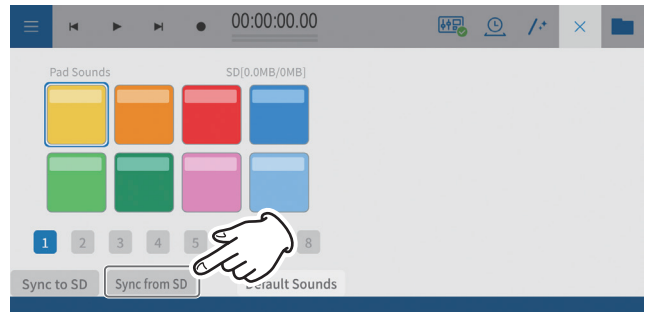 00:00:00.00
Pad Sounds SD[0.0MB/0MB]
1 2 3 4 5 8
Sync to SD Sync from SD Default Sounds